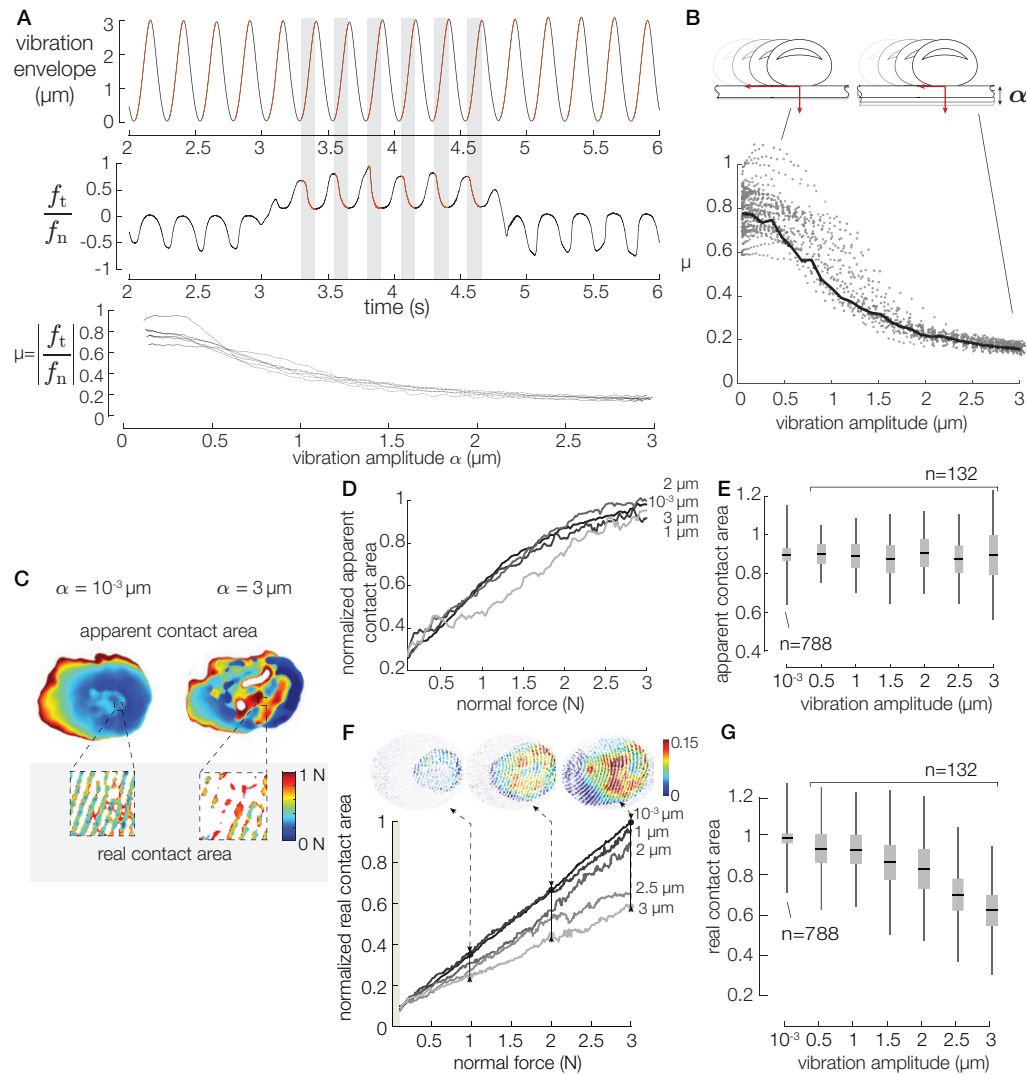 A
vibration
envelope
(µm)
3
2
1
0
2 2.5 3 3.5 4 4.5 5 5.5 6
f_t
f_n
1
0.5
0
-0.5
-1
2 2.5 3 3.5 4 4.5 5 5.5 6
time (s)
µ=
f_t
f_n
1
0.8
0.6
0.4
0.2
0
0 0.5 1 1.5 2 2.5 3
vibration amplitude α (µm)
B
α
1
0.8
0.6
0.4
0.2
0
µ
0 0.5 1 1.5 2 2.5 3
vibration amplitude (µm)
C
α = 10⁻³ µm α = 3 µm
apparent contact area
1 N
0 N
real contact area
D
normalized apparent
contact area
1
0.8
0.6
0.4
0.2
2 µm
10⁻³ µm
3 µm
1 µm
0.5 1 1.5 2 2.5 3
normal force (N)
E
n=132
apparent contact area
1.2
1
0.8
0.6
0.4
0.2
n=788
10⁻³ 0.5 1 1.5 2 2.5 3
vibration amplitude (µm)
F
0.15
0
normalized real contact area
1
0.8
0.6
0.4
0.2
0
10⁻³ µm
1 µm
2 µm
2.5 µm
3 µm
0.5 1 1.5 2 2.5 3
normal force (N)
G
n=132
real contact area
1.2
1
0.8
0.6
0.4
0.2
n=788
10⁻³ 0.5 1 1.5 2 2.5 3
vibration amplitude (µm)